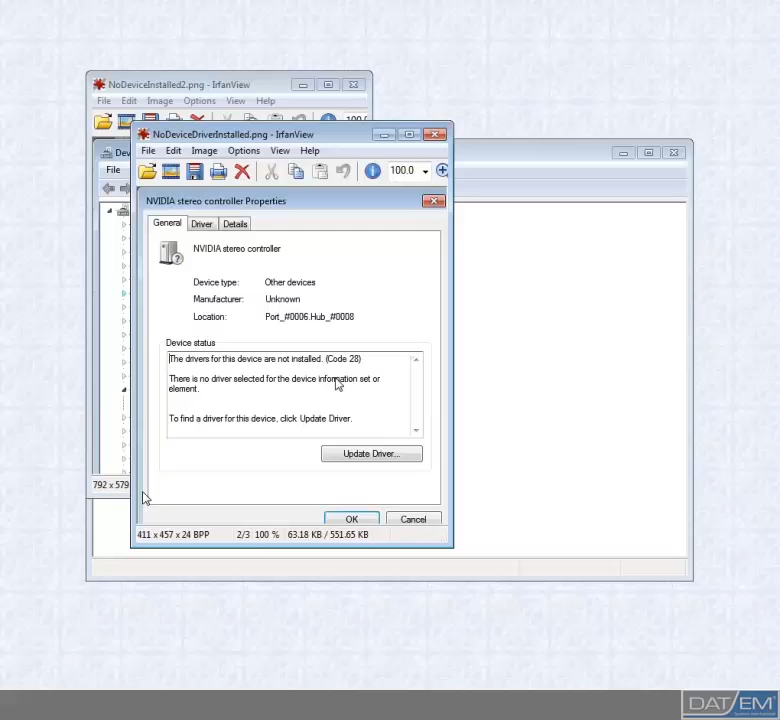 NoDeviceInstalled2.png - IrfanView
File Edit Image Options View Help
NoDeviceDriverInstalled.png - IrfanView
File Edit Image Options View Help
100.0
File
NVIDIA stereo controller Properties
General Driver Details
NVIDIA stereo controller
Device type: Other devices
Manufacturer: Unknown
Location: Port_#0006.Hub_#0008
Device status
The drivers for this device are not installed. (Code 28)
There is no driver selected for the device information set or
element.
To find a driver for this device, click Update Driver.
Update Driver...
OK Cancel
792 x 579
411 x 457 x 24 BPP 2/3 100 % 63.18 KB / 551.65 KB
DAT/EM